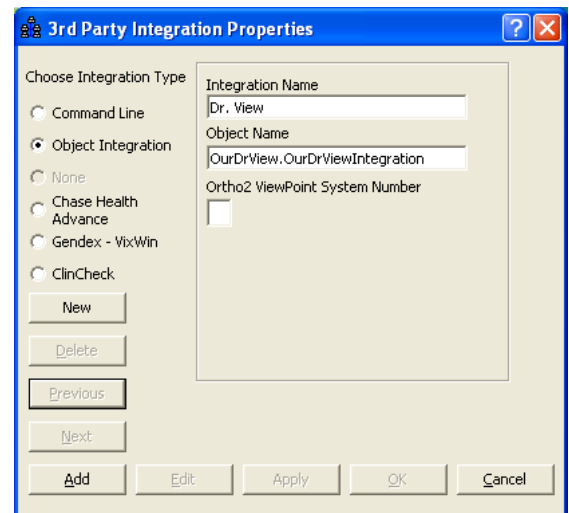 3rd Party Integration Properties
Choose Integration Type
Command Line
Object Integration
None
Chase Health
Advance
Gendex - VixWin
ClinCheck
New
Delete
Previous
Next
Integration Name
Dr. View
Object Name
OurDrView.OurDrViewIntegration
Ortho2 ViewPoint System Number
Add
Edit
Apply
OK
Cancel